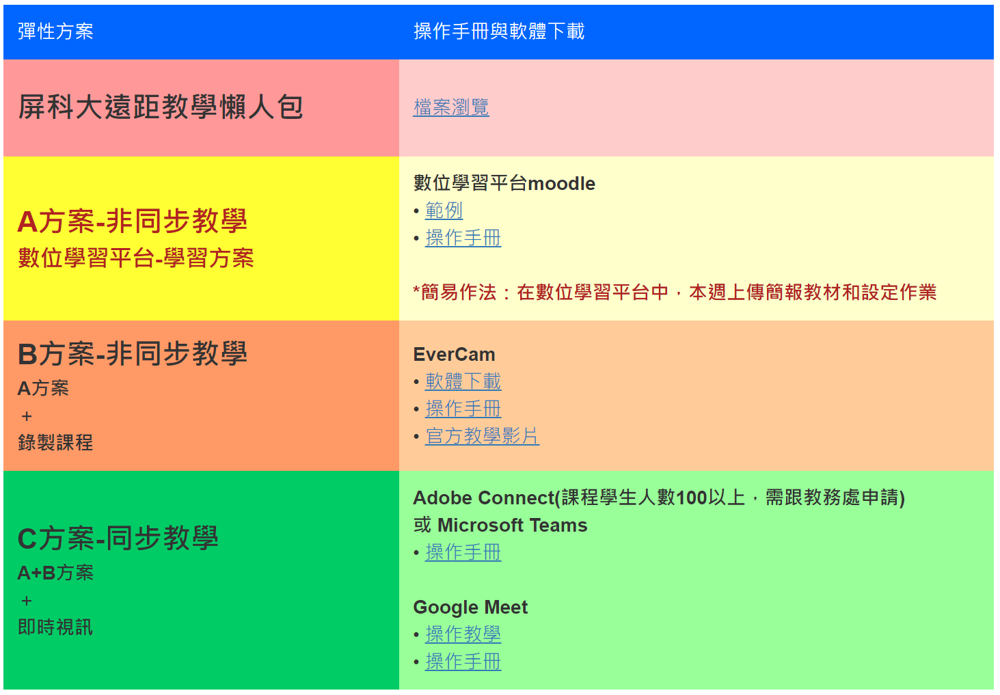 彈性方案
操作手冊與軟體下載
屏科大遠距教學懶人包
檔案瀏覽
A方案-非同步教學
數位學習平台-學習方案
數位學習平台moodle
• 範例
• 操作手冊
*簡易作法：在數位學習平台中，本週上傳簡報教材和設定作業
B方案-非同步教學
A方案
+
錄製課程
EverCam
• 軟體下載
• 操作手冊
• 官方教學影片
C方案-同步教學
A+B方案
+
即時視訊
Adobe Connect(課程學生人數100以上，需跟教務處申請)
或 Microsoft Teams
• 操作手冊
Google Meet
• 操作教學
• 操作手冊